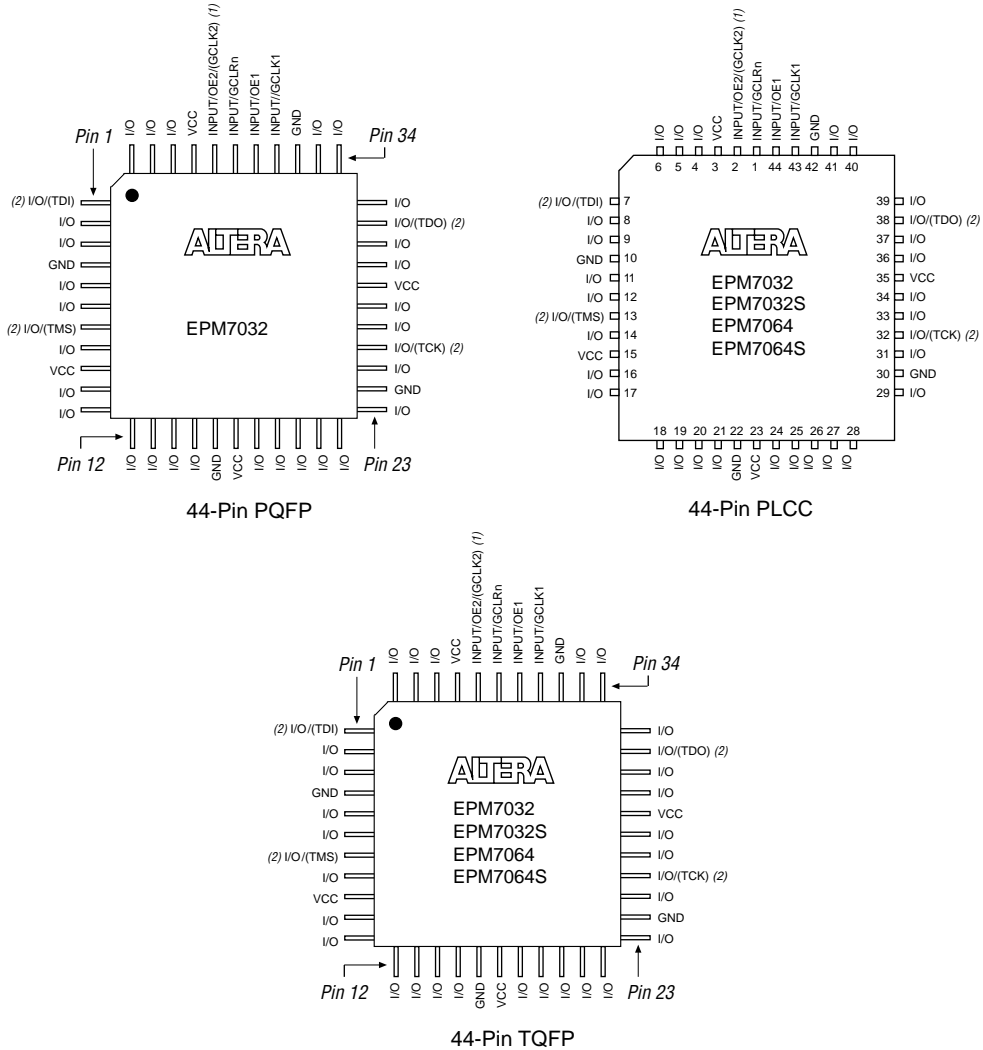 I/O
I/O
I/O
VCC
INPUT/OE2/(GCLK2) (1)
INPUT/GCLRn
INPUT/OE1
INPUT//GCLK1
GND
I/O
I/O
Pin 1
Pin 34
(2) I/O/(TDI)
I/O
I/O
GND
I/O
I/O
(2) I/O/(TMS)
I/O
VCC
I/O
I/O
ALTERA
EPM7032
I/O
I/O/(TDO) (2)
I/O
I/O
VCC
I/O
I/O
I/O/(TCK) (2)
I/O
GND
I/O
Pin 12
Pin 23
I/O
I/O
I/O
I/O
GND
VCC
I/O
I/O
I/O
I/O
I/O
44-Pin PQFP
I/O
I/O
I/O
VCC
INPUT/OE2/(GCLK2) (1)
INPUT/GCLRn
INPUT/OE1
INPUT/GCLK1
GND
I/O
I/O
6 5 4 3 2 1 44 43 42 41 40
(2) I/O/(TDI) 7
I/O 8
I/O 9
GND 10
I/O 11
I/O 12
(2) I/O/(TMS) 13
I/O 14
VCC 15
I/O 16
I/O 17
ALTERA
EPM7032
EPM7032S
EPM7064
EPM7064S
39 I/O
38 I/O/(TDO) (2)
37 I/O
36 I/O
35 VCC
34 I/O
33 I/O
32 I/O/(TCK) (2)
31 I/O
30 GND
29 I/O
18 19 20 21 22 23 24 25 26 27 28
I/O
I/O
I/O
I/O
GND
VCC
I/O
I/O
I/O
I/O
I/O
44-Pin PLCC
I/O
I/O
I/O
VCC
INPUT/OE2/(GCLK2) (1)
INPUT/GCLRn
INPUT/OE1
INPUT/GCLK1
GND
I/O
I/O
Pin 1
Pin 34
(2) I/O/(TDI)
I/O
I/O
GND
I/O
I/O
(2) I/O/(TMS)
I/O
VCC
I/O
I/O
ALTERA
EPM7032
EPM7032S
EPM7064
EPM7064S
I/O
I/O/(TDO) (2)
I/O
I/O
VCC
I/O
I/O
I/O/(TCK) (2)
I/O
GND
I/O
Pin 12
Pin 23
I/O
I/O
I/O
I/O
GND
VCC
I/O
I/O
I/O
I/O
I/O
44-Pin TQFP